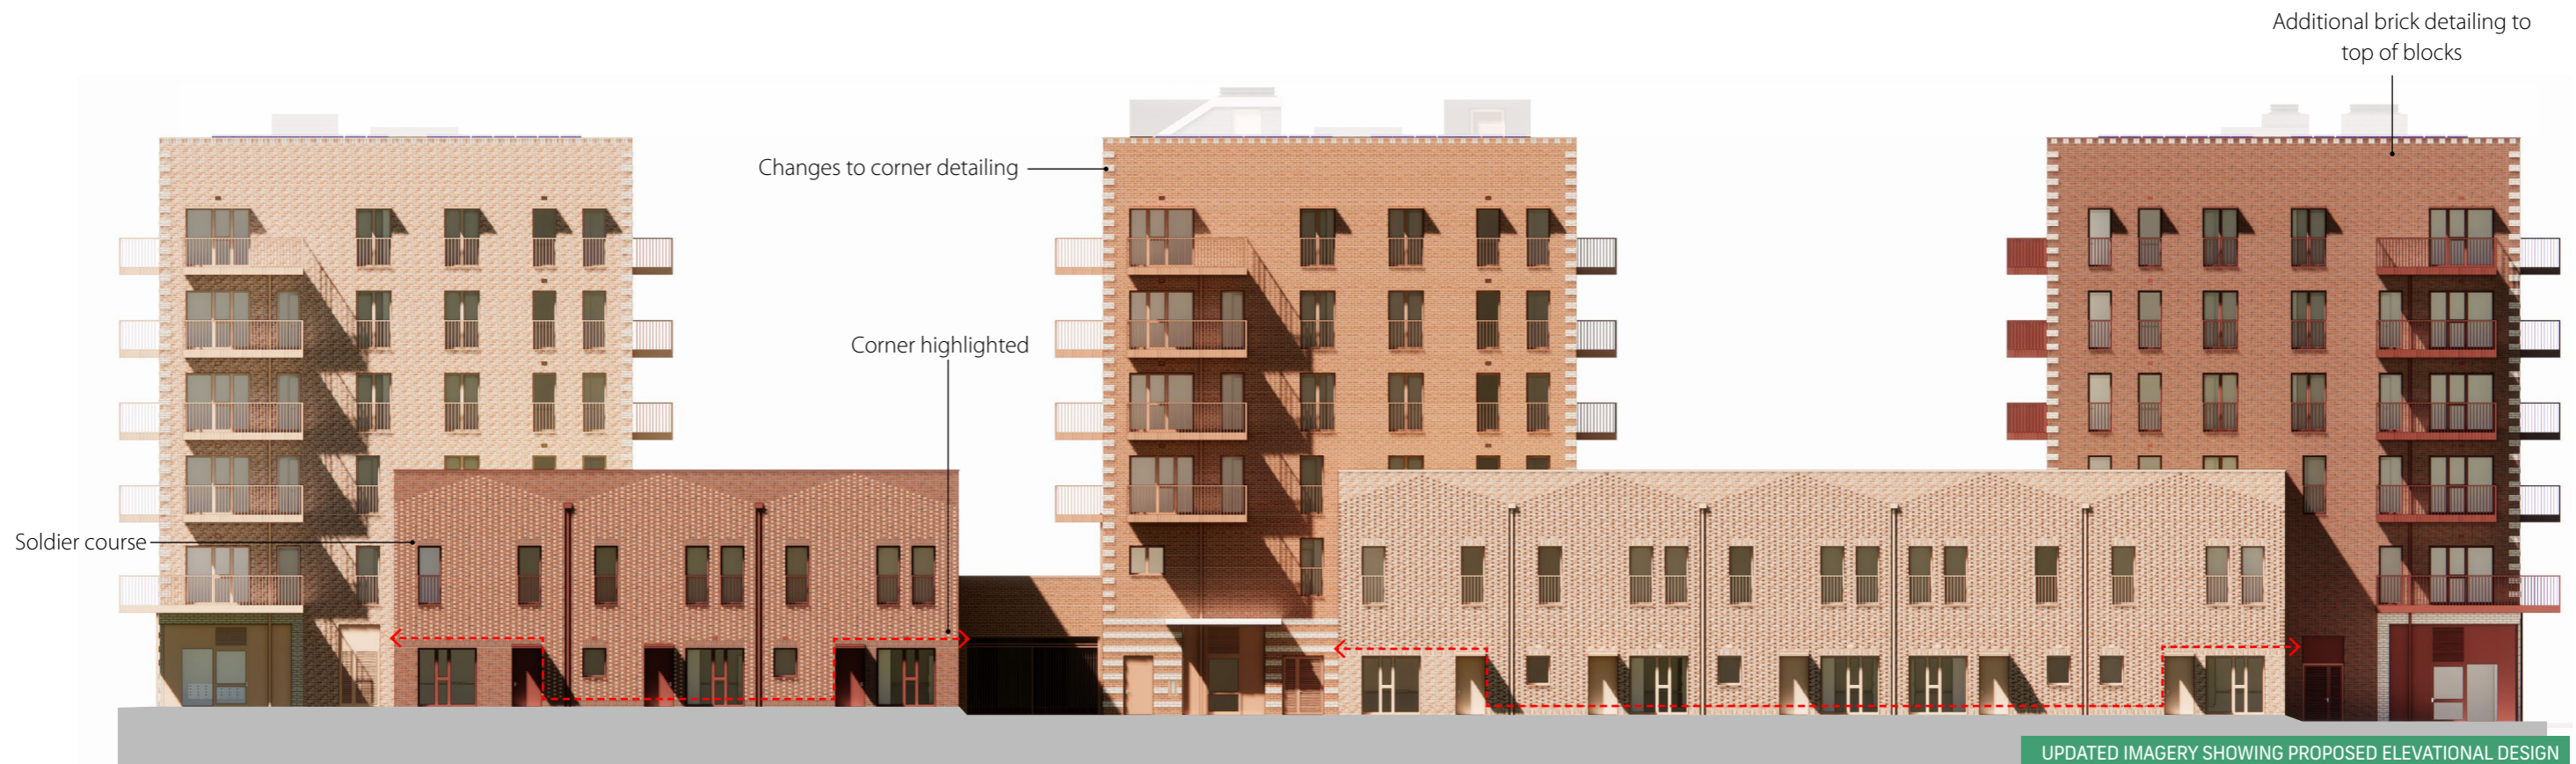 Additional brick detailing to
top of blocks
Changes to corner detailing
Corner highlighted
Soldier course
UPDATED IMAGERY SHOWING PROPOSED ELEVATIONAL DESIGN